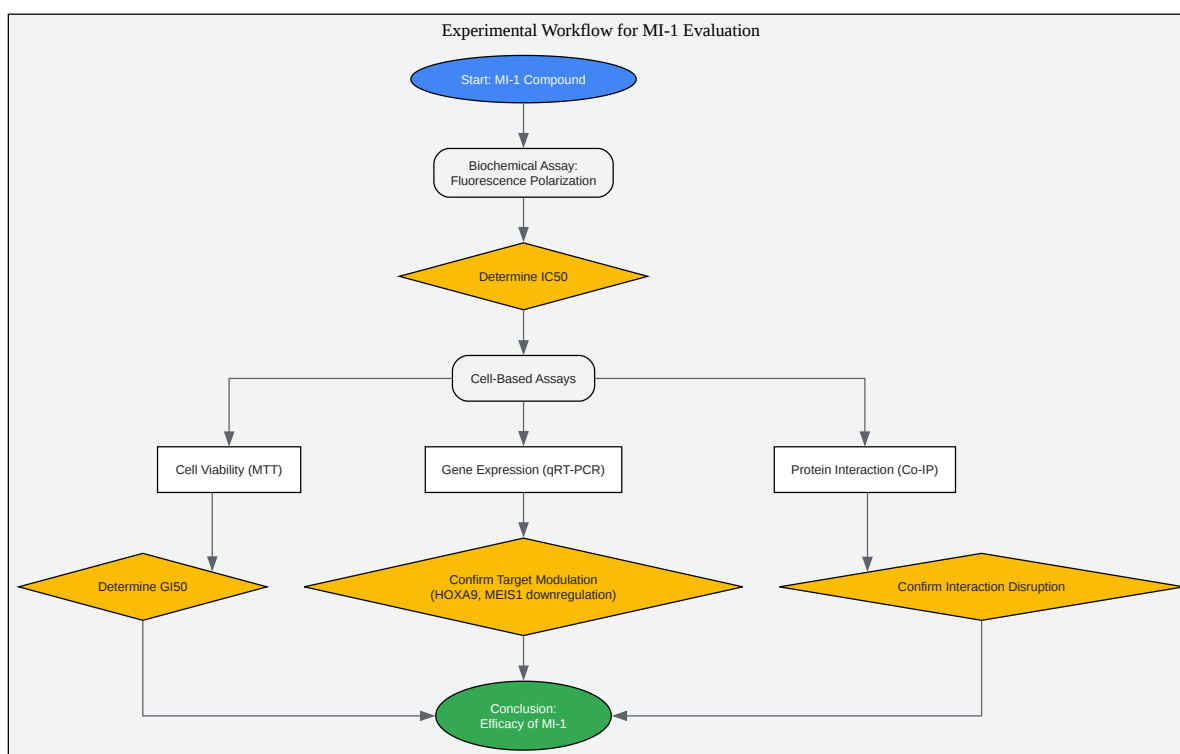 Experimental Workflow for MI-1 Evaluation
Start: MI-1 Compound
Biochemical Assay:
Fluorescence Polarization
Determine IC50
Cell-Based Assays
Cell Viability (MTT)
Gene Expression (qRT-PCR)
Protein Interaction (Co-IP)
Determine GI50
Confirm Target Modulation
(HOXA9, MEIS1 downregulation)
Confirm Interaction Disruption
Conclusion:
Efficacy of MI-1